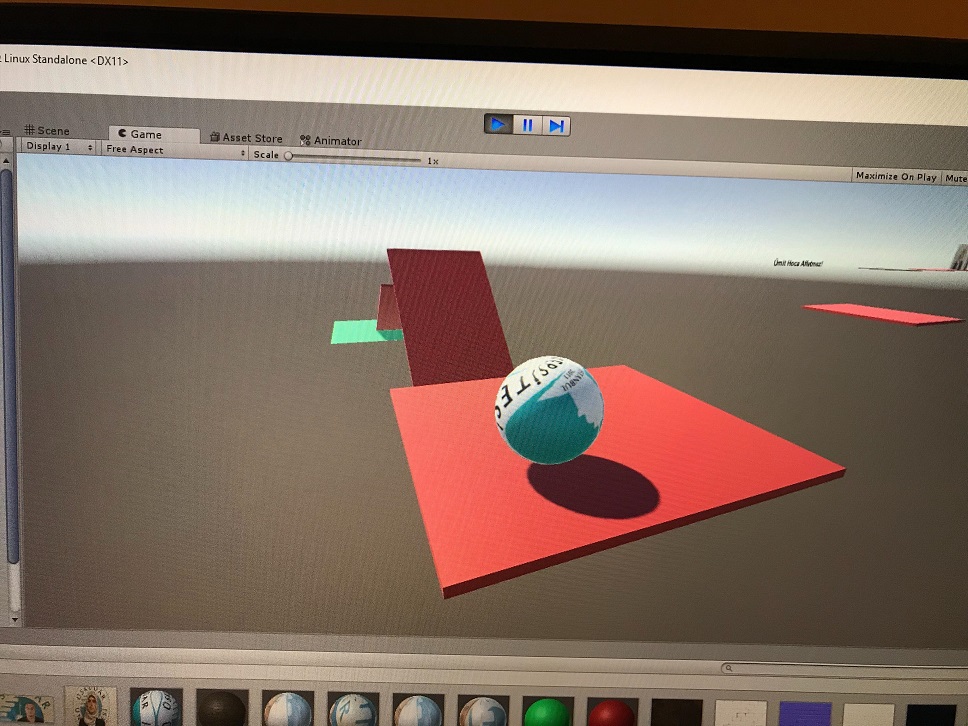 Linux Standalone <DX11>
Scene
Game
Asset Store
Animator
Display 1
Free Aspect
Scale
1x
Maximize On Play
Mute
Ümit Hoca Affetmez!